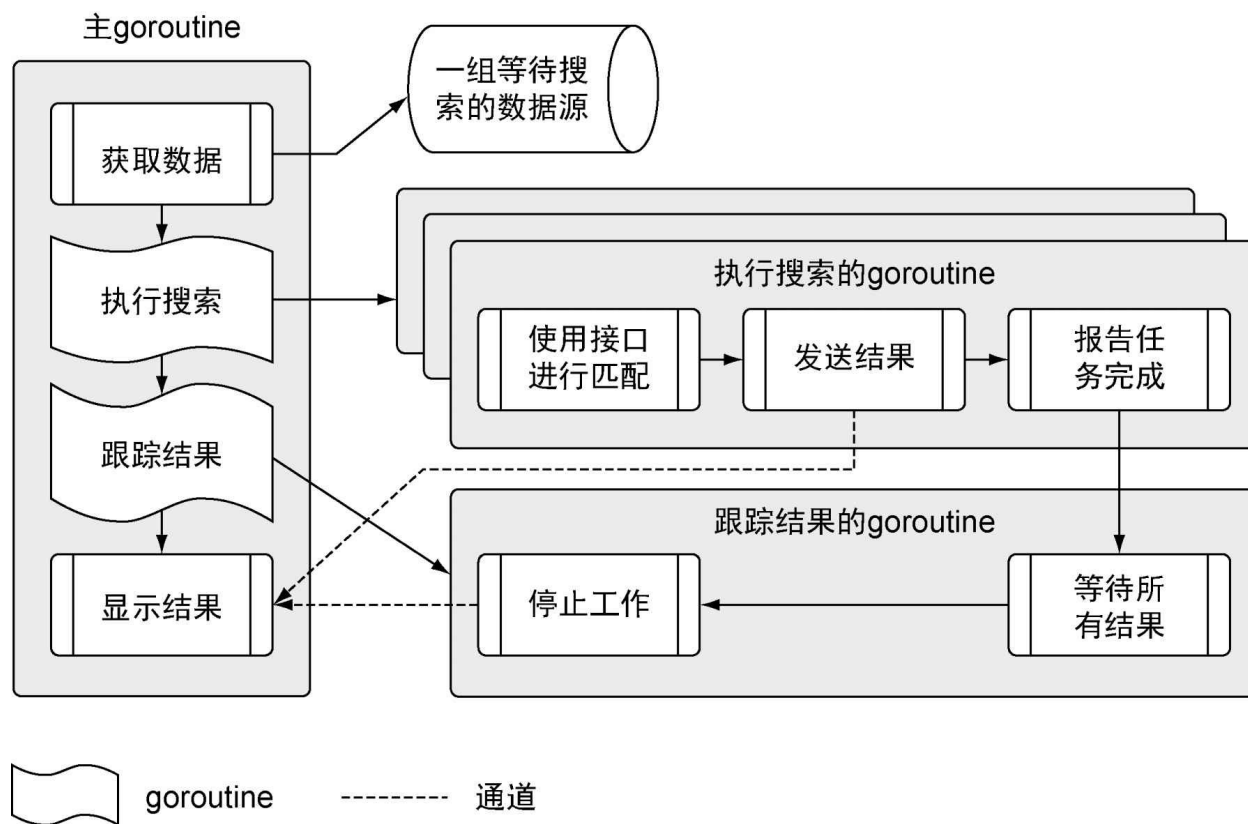 主goroutine
一组等待搜
索的数据源
获取数据
执行搜索
跟踪结果
显示结果
执行搜索的goroutine
使用接口
进行匹配
发送结果
报告任
务完成
跟踪结果的goroutine
停止工作
等待所
有结果
goroutine
通道